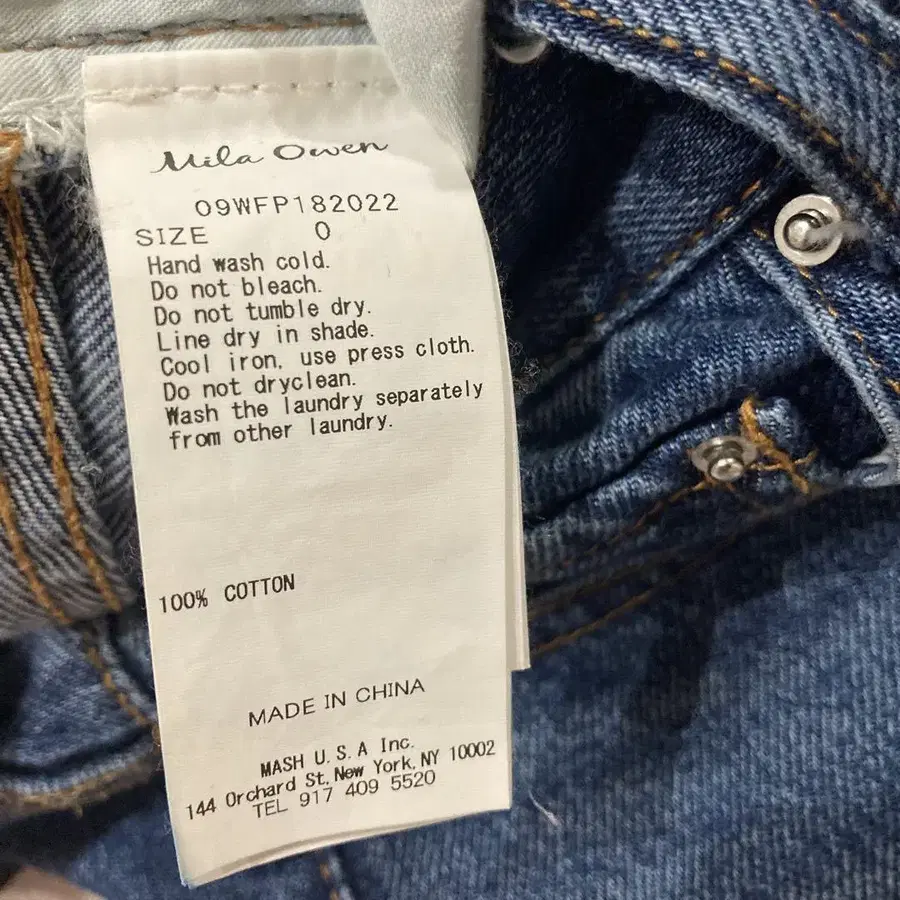 Mila Owen
09WFP182022
SIZE 0
Hand wash cold.
Do not bleach.
Do not tumble dry.
Line dry in shade.
Cool iron, use press cloth.
Do not dryclean.
Wash the laundry separately
from other laundry.
100% COTTON
MADE IN CHINA
MASH U.S.A Inc.
144 Orchard St, New York, NY 10002
TEL 917 409 5520